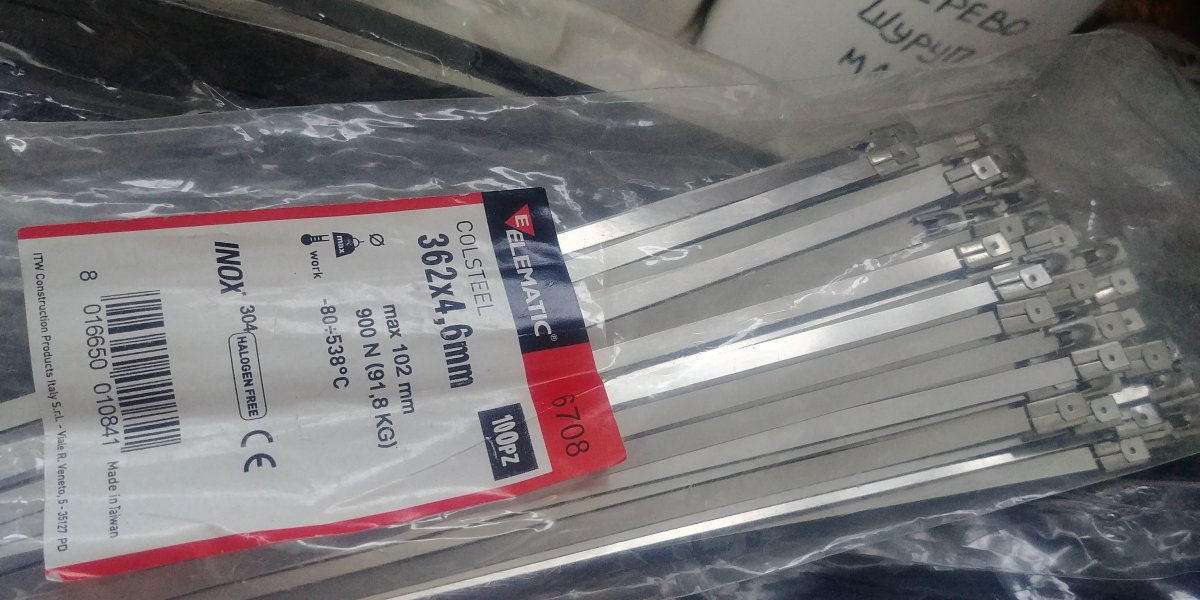 ELEMATIC®
6708
COLSTEEL
362x4,6mm
100PZ
Ø max 102 mm
max 900 N (91,8 KG)
work -80÷538°C
INOX 304 HALOGEN FREE CE
8 016650 010841
Made in Taiwan
ITW Construction Products Italy S.r.l. - Viale R. Veneto, 5 - 35127 PD
ШУРУП